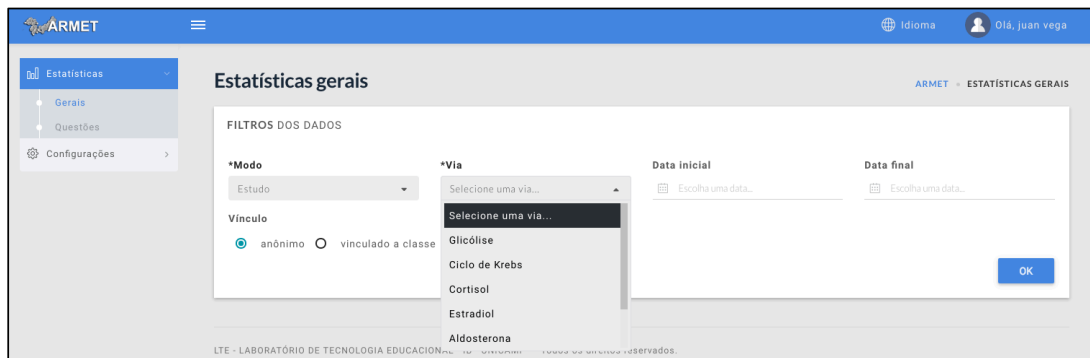 ARMET
Idioma
Olá, juan vega
Estatísticas
Gerais
Questões
Configurações
Estatísticas gerais
ARMET
ESTATÍSTICAS GERAIS
FILTROS DOS DADOS
*Modo
*Via
Data inicial
Data final
Estudo
Selecione uma via...
Escolha uma data...
Escolha uma data...
Vínculo
anônimo
vinculado a classe
Selecione uma via...
Glicólise
Ciclo de Krebs
Cortisol
Estradiol
Aldosterona
OK
LTE - LABORATÓRIO DE TECNOLOGIA EDUCACIONAL